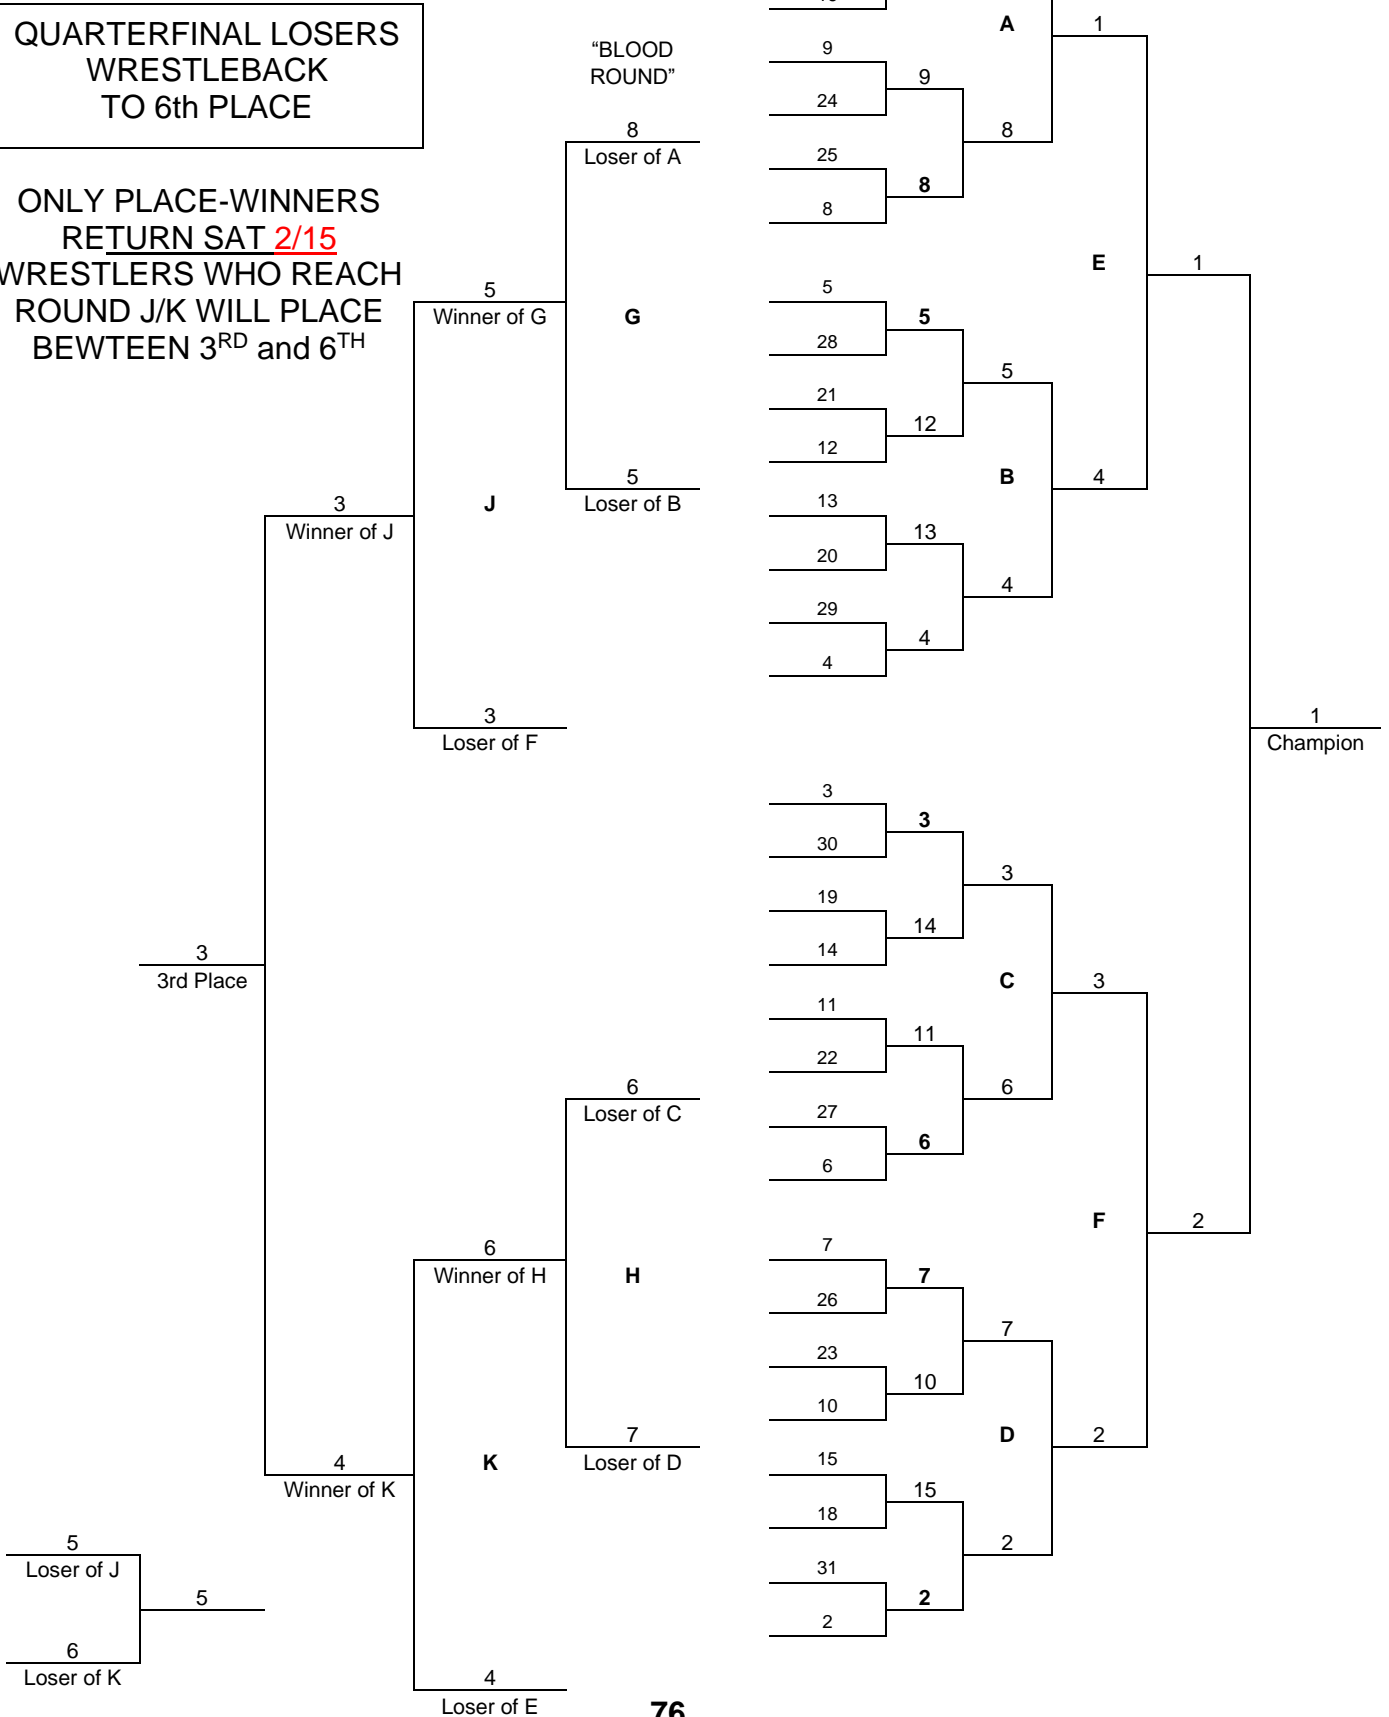 QUARTERFINAL LOSERS
WRESTLEBACK
TO 6th PLACE
ONLY PLACE-WINNERS
RETURN SAT 2/15
WRESTLERS WHO REACH
ROUND J/K WILL PLACE
BEWTEEN 3RD and 6TH
"BLOOD
ROUND"
8
Loser of A
5
Winner of G
G
5
Loser of B
3
Winner of J
J
3
Loser of F
3
3rd Place
6
Loser of C
6
Winner of H
H
7
Loser of D
4
Winner of K
K
4
Loser of E
5
Loser of J
5
6
Loser of K
9
24
25
8
5
28
21
12
13
20
29
4
3
30
19
14
11
22
27
6
7
26
23
10
15
18
31
2
9
8
5
12
13
4
3
14
11
6
7
10
15
2
A
8
5
B
4
3
C
6
7
D
2
1
E
4
3
F
2
1
2
1
Champion
76